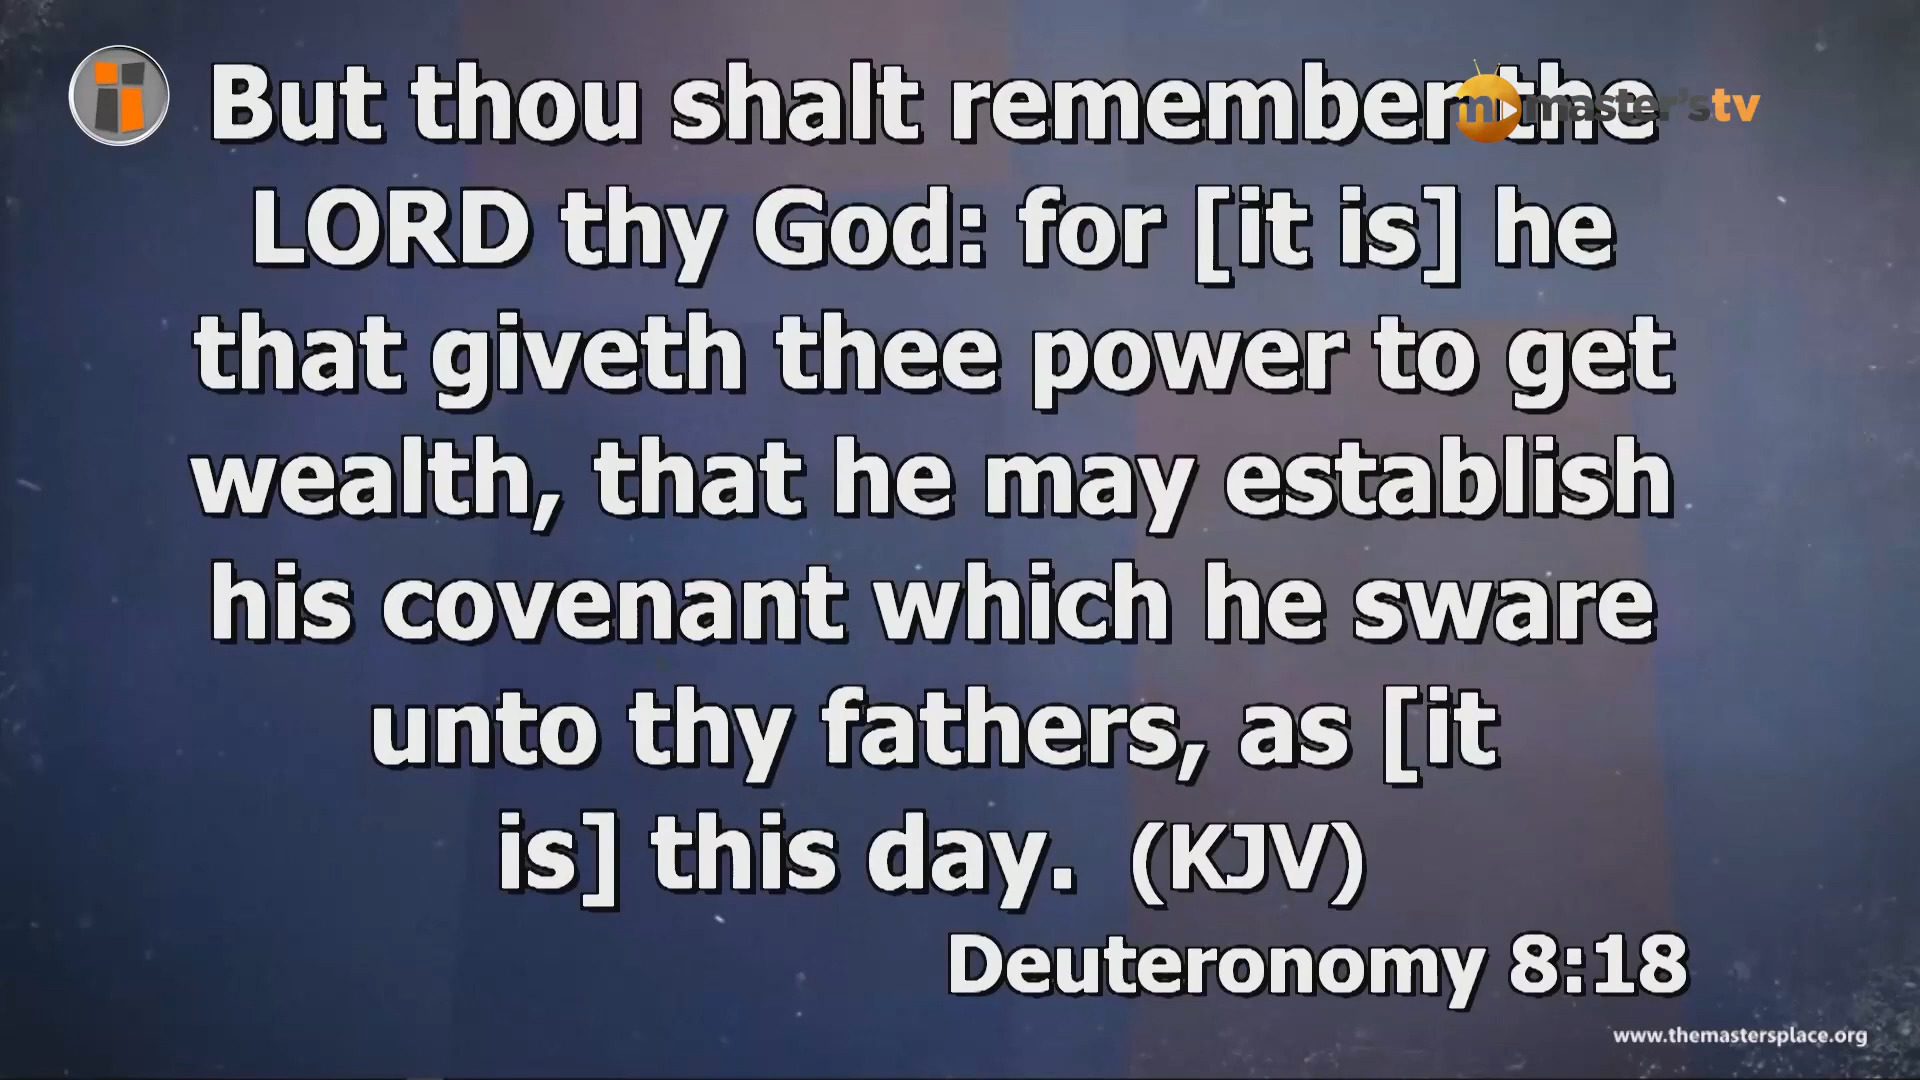 But thou shalt remember the
master'stv
LORD thy God: for [it is] he
that giveth thee power to get
wealth, that he may establish
his covenant which he sware
unto thy fathers, as [it
is] this day.  (KJV)
Deuteronomy 8:18
www.themastersplace.org